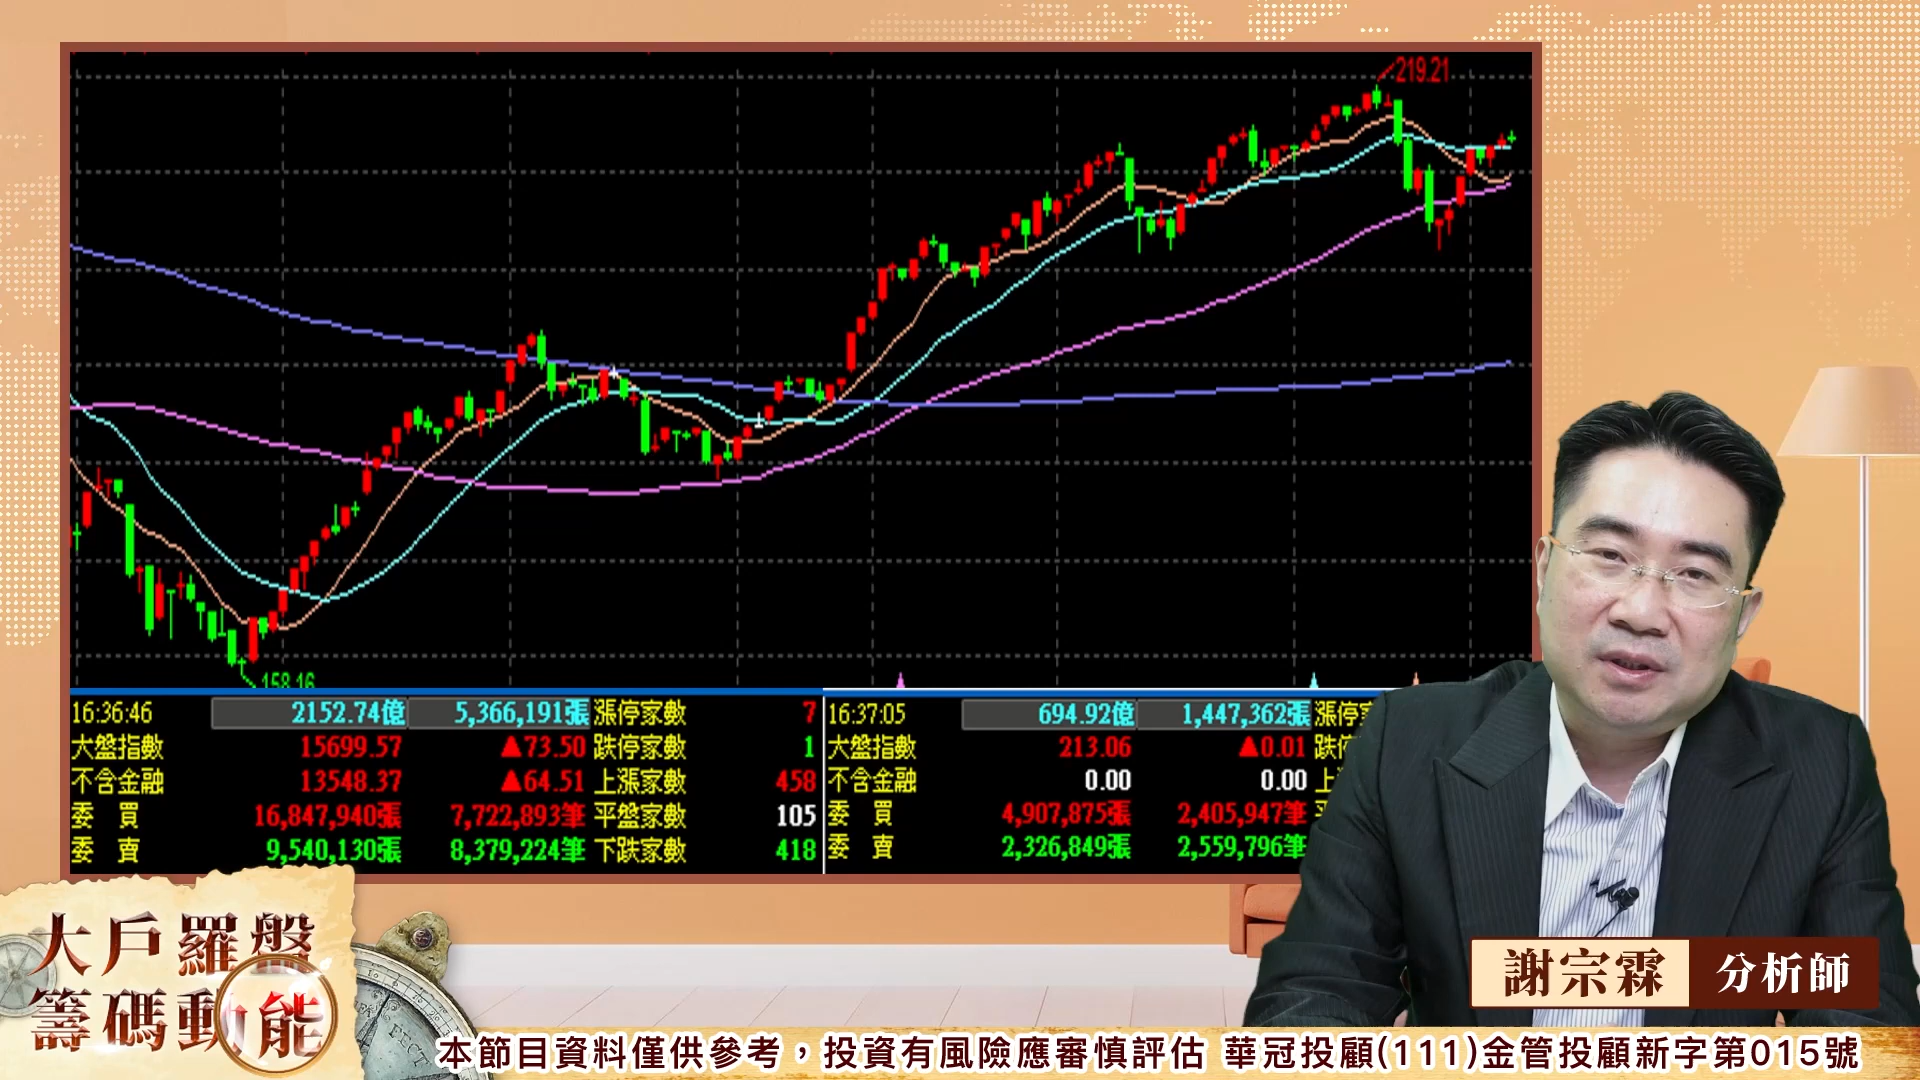 219.21
158.16
16:36:46 2152.74億 5,366,191張 漲停家數 7
大盤指數 15699.57 ▲73.50 跌停家數 1
不含金融 13548.37 ▲64.51 上漲家數 458
委買 16,847,940張 7,722,893筆 平盤家數 105
委賣 9,540,130張 8,379,224筆 下跌家數 418
16:37:05 694.92億 1,447,362張 漲停
大盤指數 213.06 ▲0.01 跌停
不含金融 0.00 0.00 上
委買 4,907,875張 2,405,947筆 平
委賣 2,326,849張 2,559,796筆
大戶羅盤
籌碼動能
謝宗霖 分析師
本節目資料僅供參考，投資有風險應審慎評估 華冠投顧(111)金管投顧新字第015號